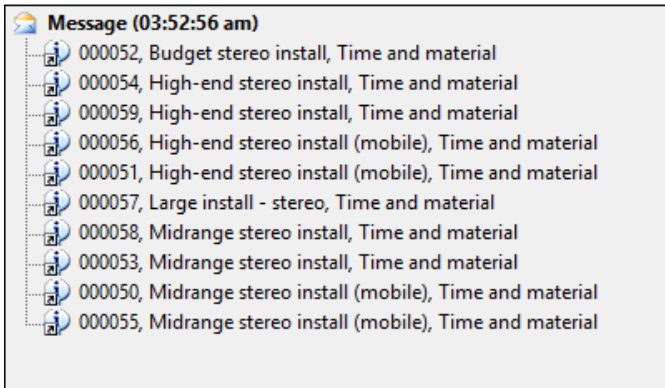 Message (03:52:56 am)
000052, Budget stereo install, Time and material
000054, High-end stereo install, Time and material
000059, High-end stereo install, Time and material
000056, High-end stereo install (mobile), Time and material
000051, High-end stereo install (mobile), Time and material
000057, Large install - stereo, Time and material
000058, Midrange stereo install, Time and material
000053, Midrange stereo install, Time and material
000050, Midrange stereo install (mobile), Time and material
000055, Midrange stereo install (mobile), Time and material